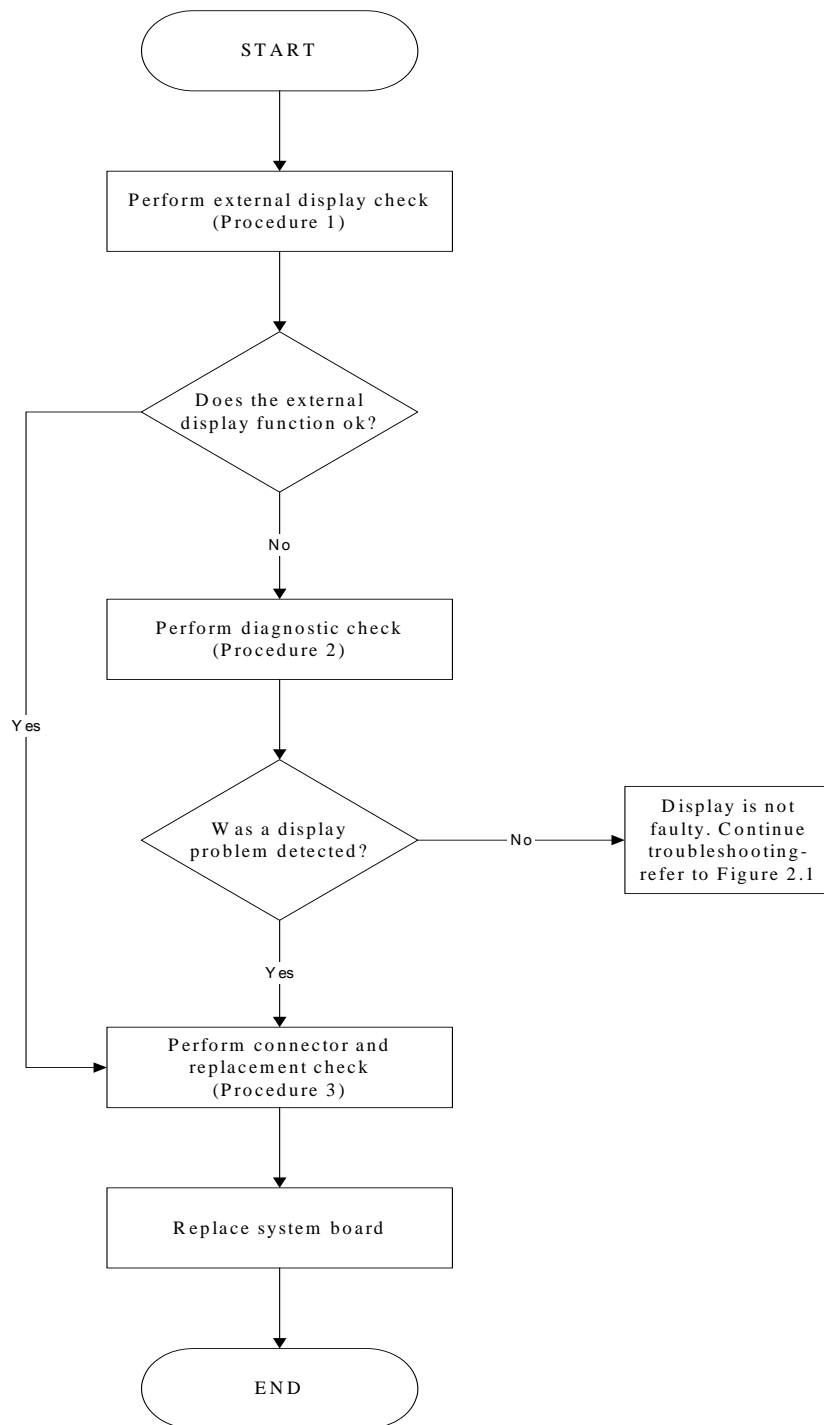 START
Perform external display check
(Procedure 1)
Does the external
display function ok?
No
Perform diagnostic check
(Procedure 2)
Yes
Was a display
problem detected?
No
Display is not
faulty. Continue
troubleshooting-
refer to Figure 2.1
Yes
Perform connector and
replacement check
(Procedure 3)
Replace system board
END